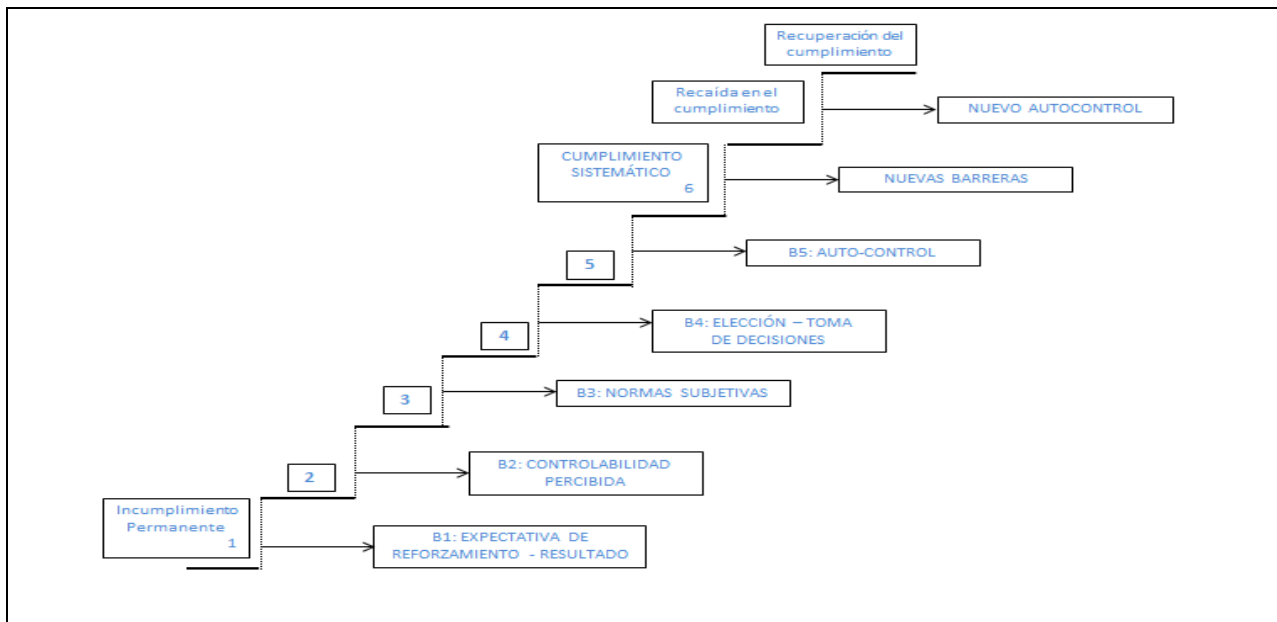 Recuperación del
cumplimiento
Recaída en el
cumplimiento
NUEVO AUTOCONTROL
CUMPLIMIENTO
SISTEMÁTICO
6
NUEVAS BARRERAS
5
B5: AUTO-CONTROL
4
B4: ELECCIÓN – TOMA
DE DECISIONES
3
B3: NORMAS SUBJETIVAS
2
B2: CONTROLABILIDAD
PERCIBIDA
Incumplimiento
Permanente
1
B1: EXPECTATIVA DE
REFORZAMIENTO - RESULTADO